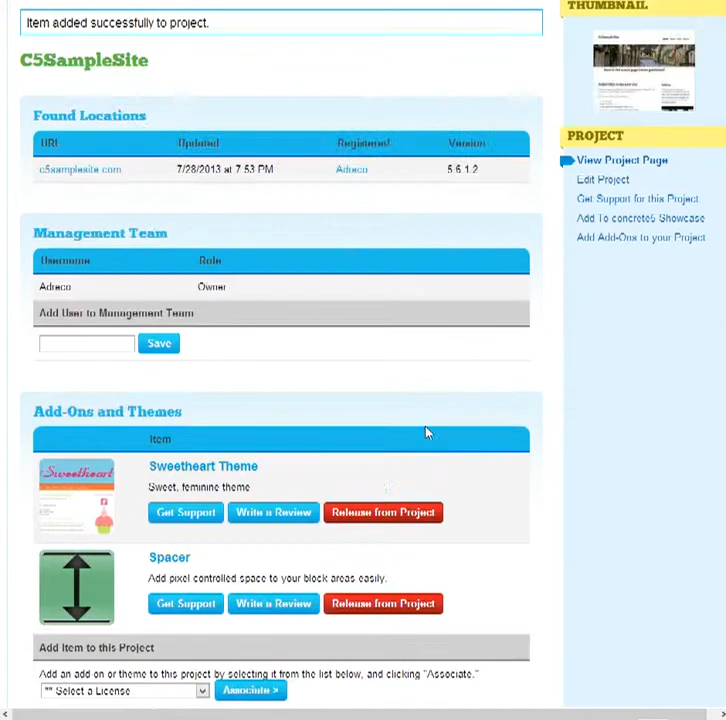 THUMBNAIL
Item added successfully to project.
C5SampleSite
Found Locations
URL Updated Registered Version
c5samplesite.com 7/28/2013 at 7:53 PM Adreco 5.6.1.2
PROJECT
View Project Page
Edit Project
Get Support for this Project
Add To concrete5 Showcase
Add Add-Ons to your Project
Management Team
Username Role
Adreco Owner
Add User to Management Team
Save
Add-Ons and Themes
Item
Sweetheart
Sweetheart Theme
Sweet, feminine theme
Get Support Write a Review Release from Project
Spacer
Add pixel controlled space to your block areas easily.
Get Support Write a Review Release from Project
Add Item to this Project
Add an add on or theme to this project by selecting it from the list below, and clicking "Associate."
** Select a License Associate >